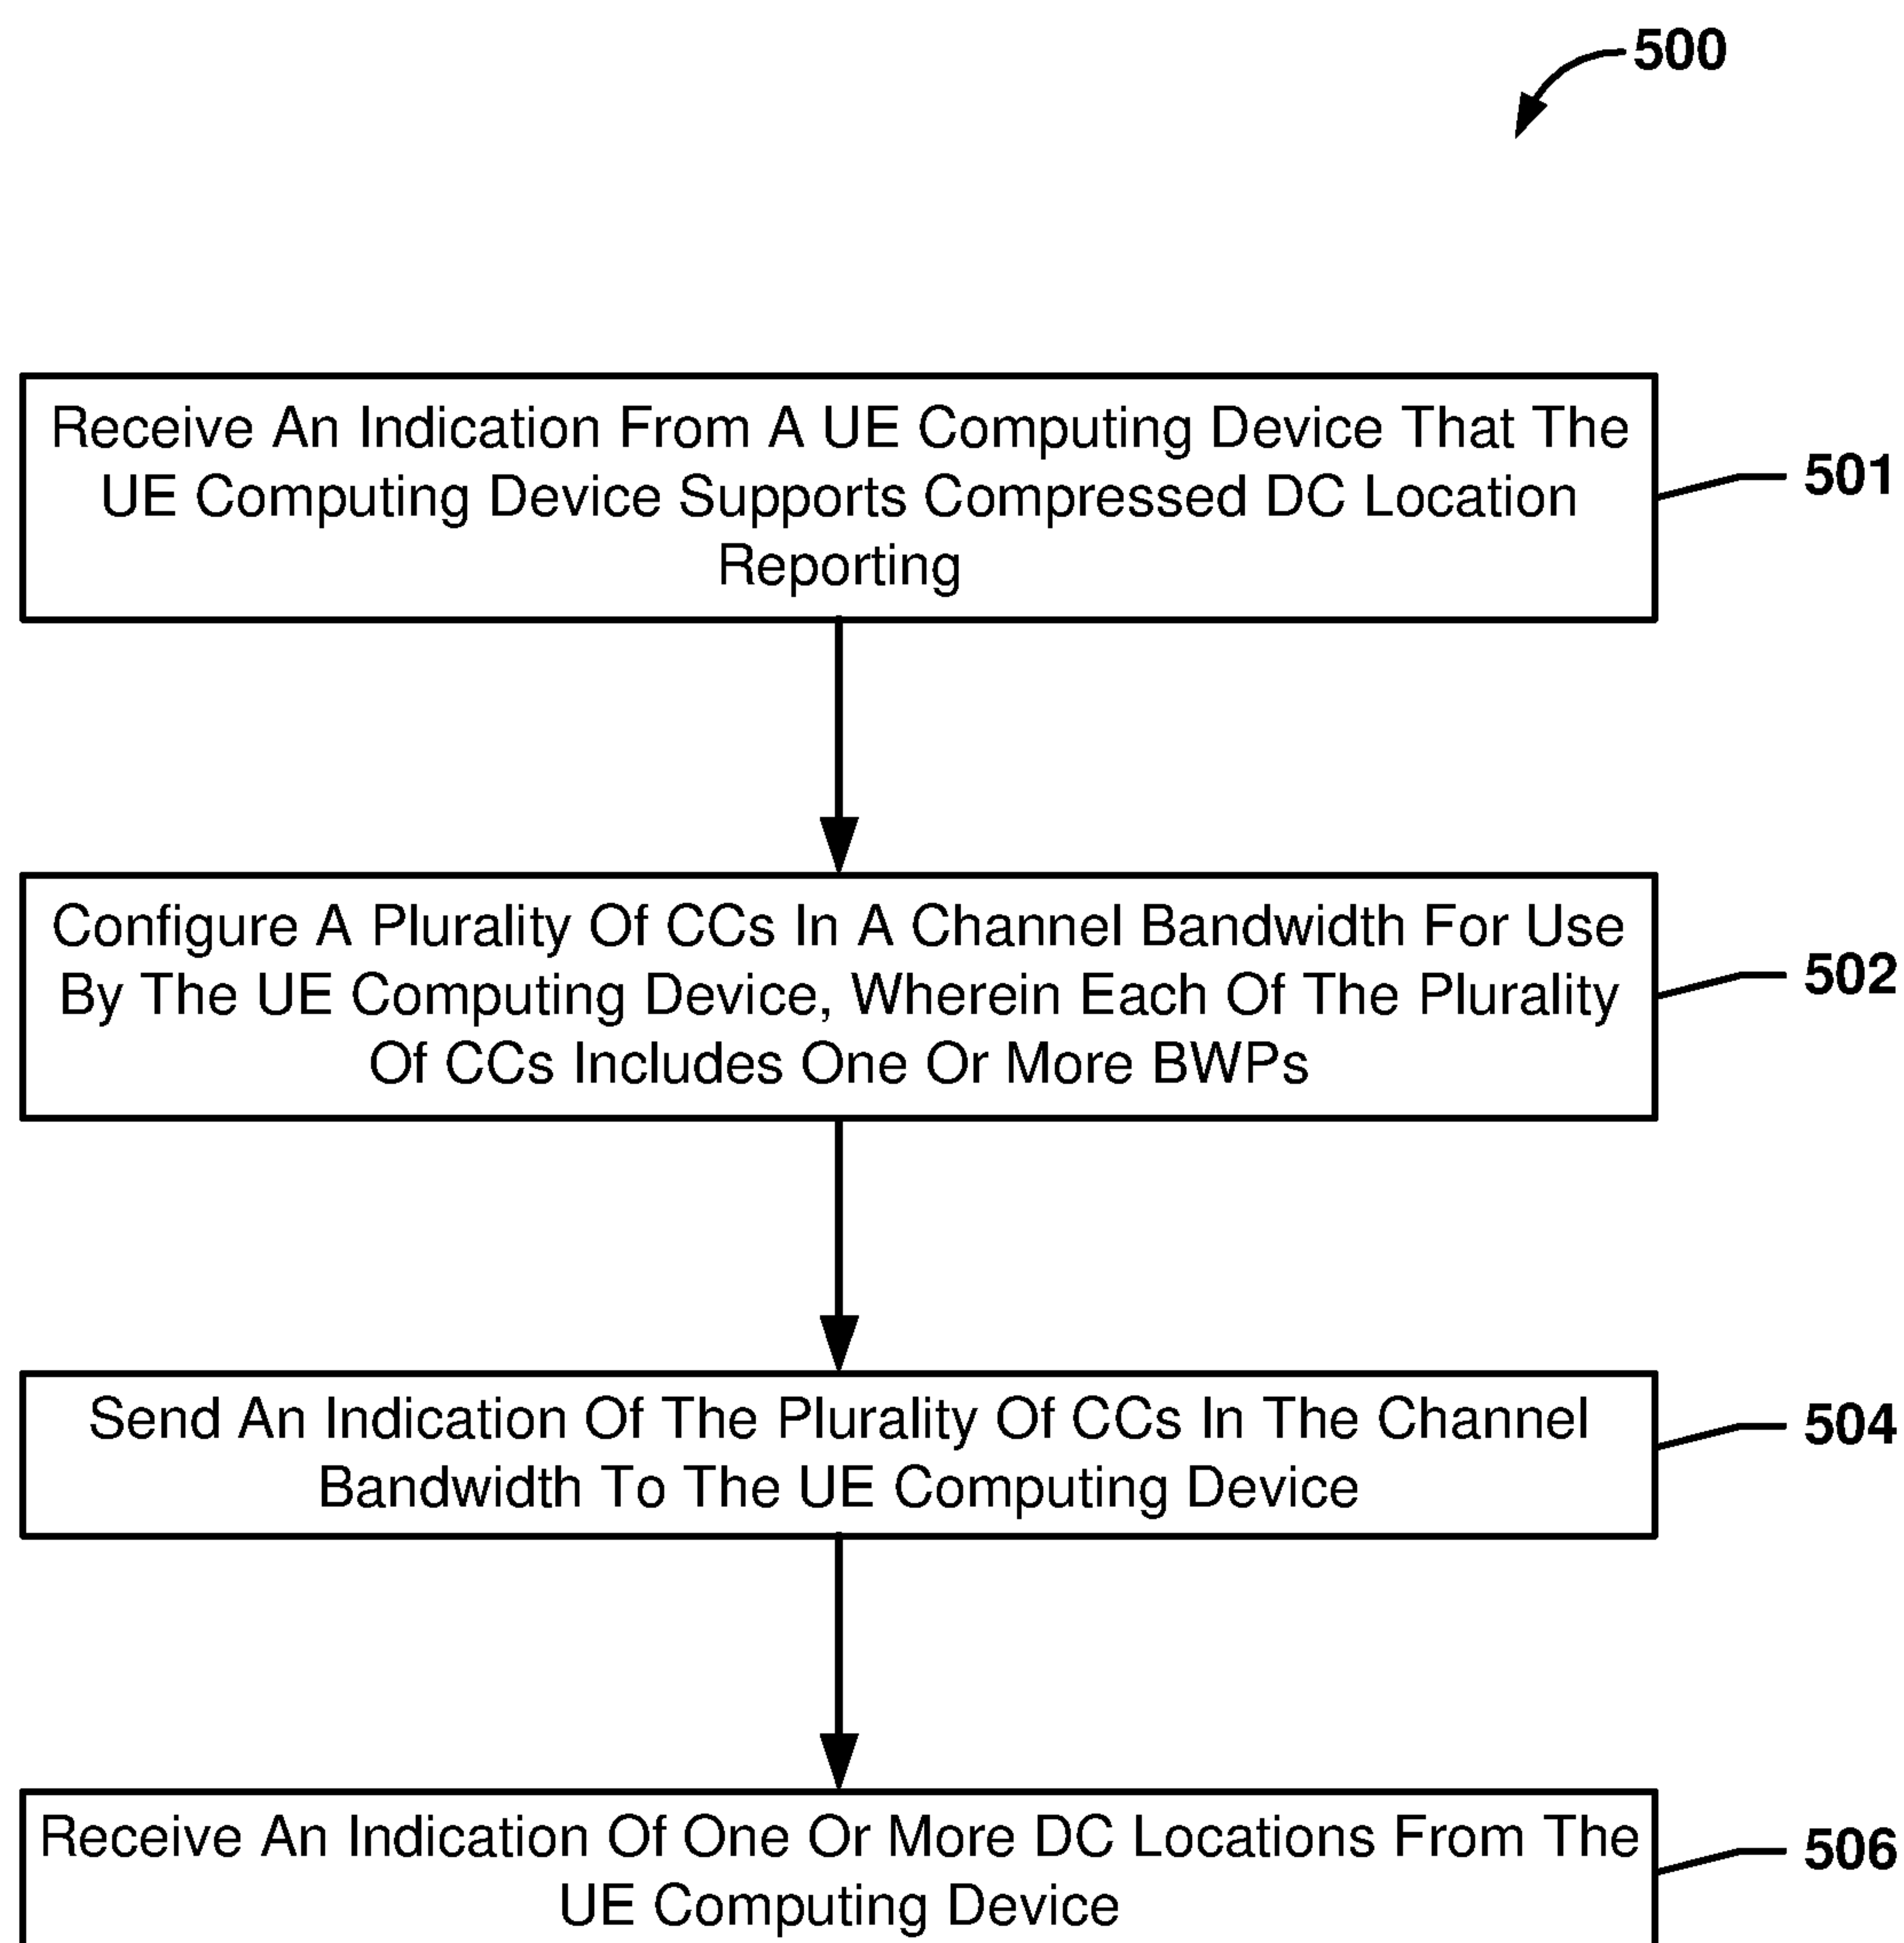 500
Receive An Indication From A UE Computing Device That The
UE Computing Device Supports Compressed DC Location
Reporting
501
Configure A Plurality Of CCs In A Channel Bandwidth For Use
By The UE Computing Device, Wherein Each Of The Plurality
Of CCs Includes One Or More BWPs
502
Send An Indication Of The Plurality Of CCs In The Channel
Bandwidth To The UE Computing Device
504
Receive An Indication Of One Or More DC Locations From The
UE Computing Device
506